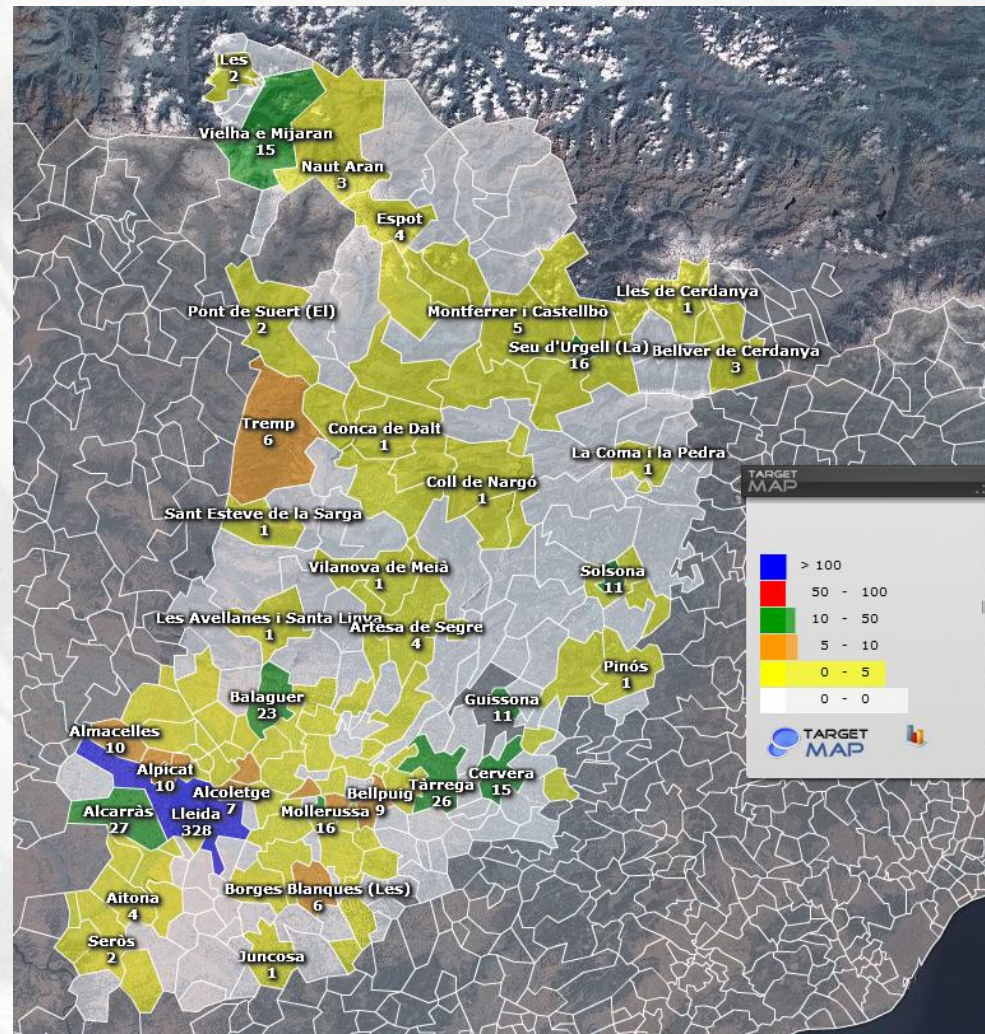 Les
2
Vielha e Mijaran
15
Naut Aran
3
Espot
4
Pont de Suert (El)
2
Montferrer i Castellbò
5
Lles de Cerdanya
1
Seu d'Urgell (La)
16
Bellver de Cerdanya
3
Tremp
6
Conca de Dalt
1
La Coma i la Pedra
1
Coll de Nargó
1
Sant Esteve de la Sarga
1
Vilanova de Meià
1
Solsona
11
Les Avellanes i Santa Linya
1
Artesa de Segre
4
Pinós
1
Balaguer
23
Guissona
11
Almacelles
10
Alpicat
10
Alcoletge
7
Lleida
328
Alcarràs
27
Mollerussa
16
Bellpuig
9
Tàrrega
26
Cervera
15
Borges Blanques (Les)
6
Aitona
4
Seròs
2
Juncosa
1
TARGET
MAP
> 100
50 - 100
10 - 50
5 - 10
0 - 5
0 - 0
TARGET
MAP